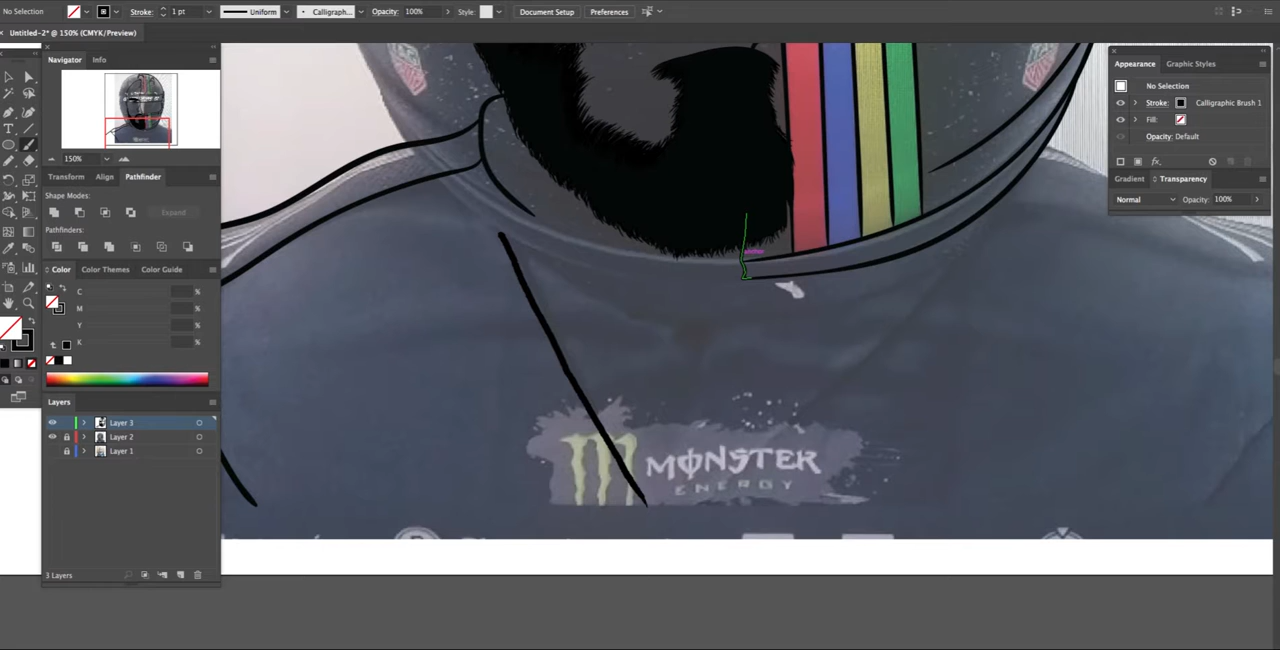 No Selection Stroke: 1 pt Uniform Calligraph... Opacity: 100% Style: Document Setup Preferences
Untitled-2* @ 150% (CMYK/Preview)
Navigator Info
150%
Transform Align Pathfinder
Shape Modes:
Expand
Pathfinders:
Color Color Themes Color Guide
C %
M %
Y %
K %
Layers
Layer 3
Layer 2
Layer 1
3 Layers
MONSTER
ENERGY
Appearance Graphic Styles
No Selection
Stroke: Calligraphic Brush 1
Fill:
Opacity: Default
fx
Gradient Transparency
Normal Opacity: 100%